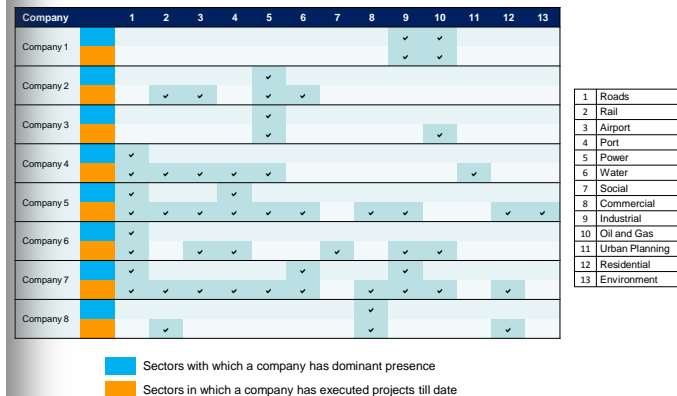 Company 1 2 3 4 5 6 7 8 9 10 11 12 13
Company 1
Company 2
Company 3
Company 4
Company 5
Company 6
Company 7
Company 8
1 Roads
2 Rail
3 Airport
4 Port
5 Power
6 Water
7 Social
8 Commercial
9 Industrial
10 Oil and Gas
11 Urban Planning
12 Residential
13 Environment
Sectors with which a company has dominant presence
Sectors in which a company has executed projects till date